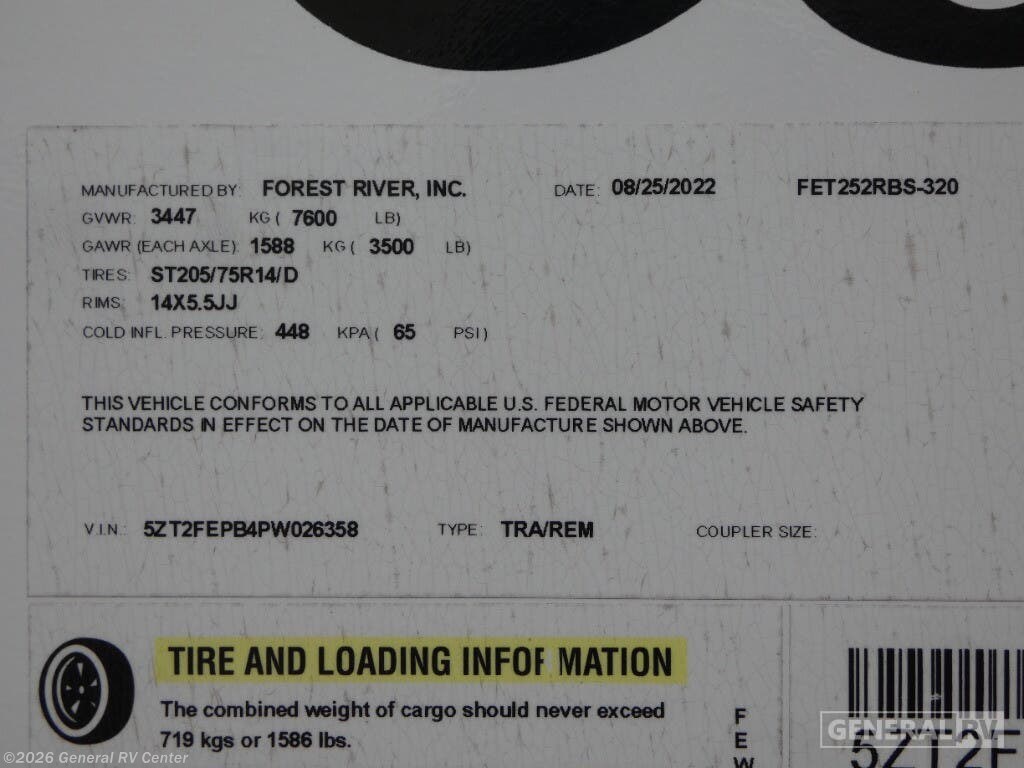 MANUFACTURED BY: FOREST RIVER, INC. DATE: 08/25/2022 FET252RBS-320
GVWR: 3447 KG ( 7600 LB)
GAWR (EACH AXLE): 1588 KG ( 3500 LB)
TIRES: ST205/75R14/D
RIMS: 14X5.5JJ
COLD INFL. PRESSURE: 448 KPA ( 65 PSI )
THIS VEHICLE CONFORMS TO ALL APPLICABLE U.S. FEDERAL MOTOR VEHICLE SAFETY
STANDARDS IN EFFECT ON THE DATE OF MANUFACTURE SHOWN ABOVE.
V.I.N.: 5ZT2FEPB4PW026358 TYPE: TRA/REM COUPLER SIZE:
TIRE AND LOADING INFORMATION
The combined weight of cargo should never exceed
719 kgs or 1586 lbs.
F
E
W
GENERAL RV
5ZT2F
©2026 General RV Center